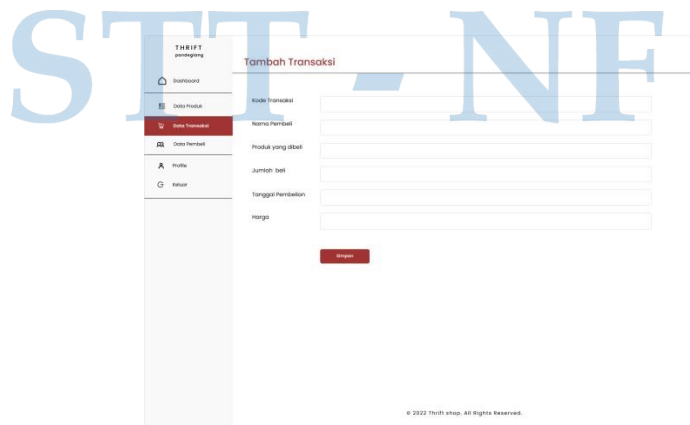 STT - NF
THRIFT
pandeglang
Dashboard
Data Produk
Data Transaksi
Data Pembeli
Profile
Keluar
Tambah Transaksi
Kode Transaksi
Nama Pembeli
Produk yang dibeli
Jumlah beli
Tanggal Pembelian
Harga
Simpan
© 2022 Thrift shop. All Rights Reserved.